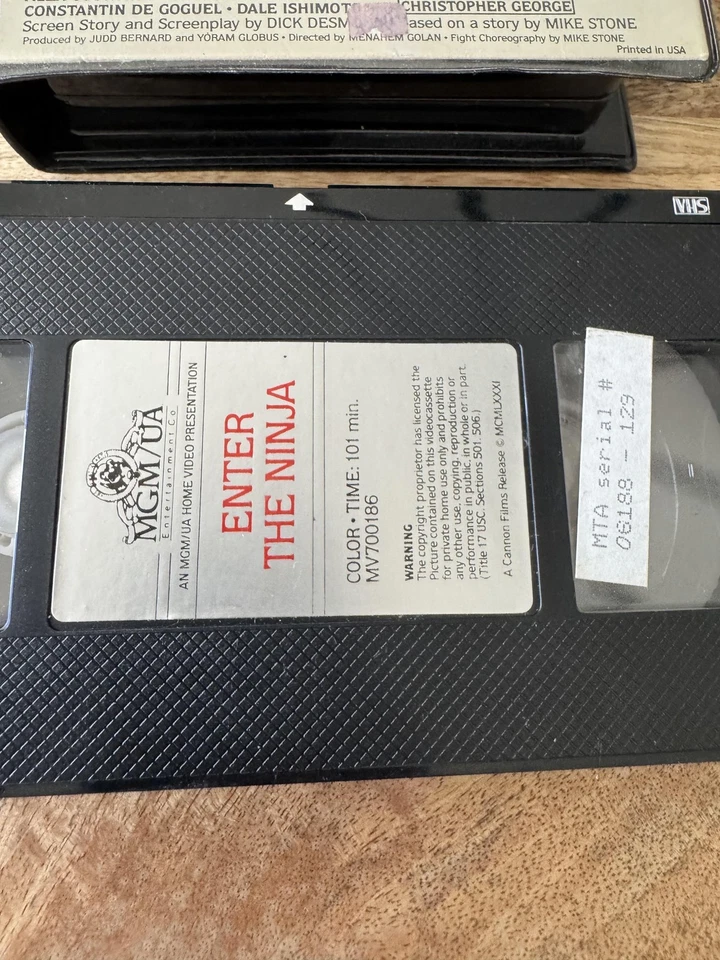 CONSTANTIN DE GOGUEL • DALE ISHIMOT CHRISTOPHER GEORGE
Screen Story and Screenplay by DICK DESM ased on a story by MIKE STONE
Produced by JUDD BERNARD and YORAM GLOBUS • Directed by MENAHEM GOLAN • Fight Choreography by MIKE STONE
Printed in USA
VHS
MGM/UA
Entertainment Co.
AN MGM/UA HOME VIDEO PRESENTATION
ENTER
THE NINJA
COLOR • TIME: 101 min.
MV700186
WARNING
The copyright proprietor has licensed the
Picture contained on this videocassette
for private home use only and prohibits
any other use, copying, reproduction or
performance in public, in whole or in part.
(Title 17 USC. Sections 501. 506.)
A Cannon Films Release © MCMLXXXI
MTA serial #
06188 - 129